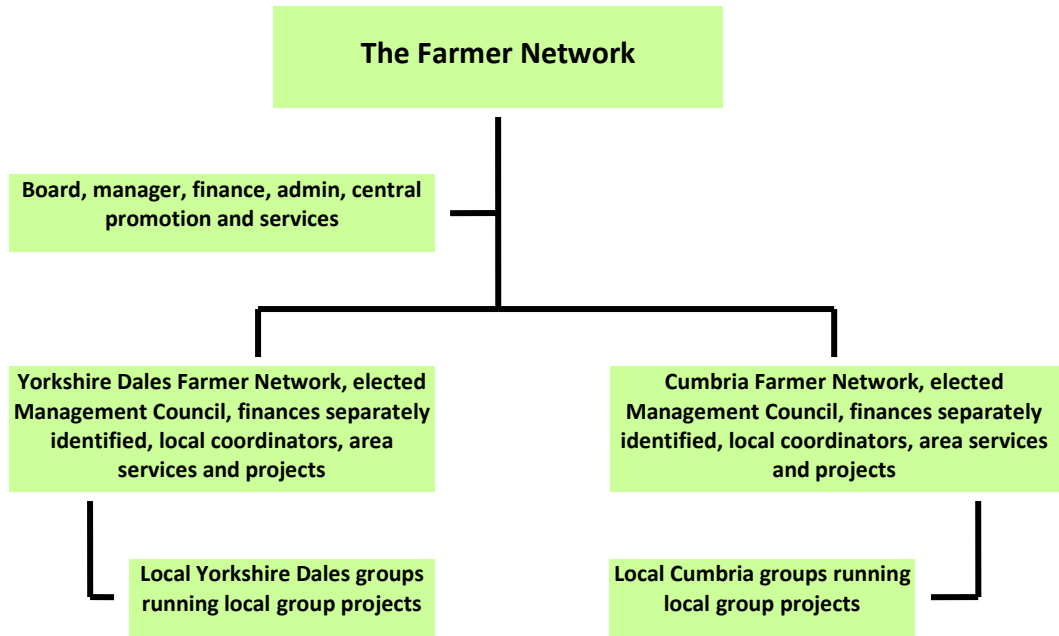 The Farmer Network
Board, manager, finance, admin, central
promotion and services
Yorkshire Dales Farmer Network, elected
Management Council, finances separately
identified, local coordinators, area
services and projects
Cumbria Farmer Network, elected
Management Council, finances separately
identified, local coordinators, area services
and projects
Local Yorkshire Dales groups
running local group projects
Local Cumbria groups running
local group projects